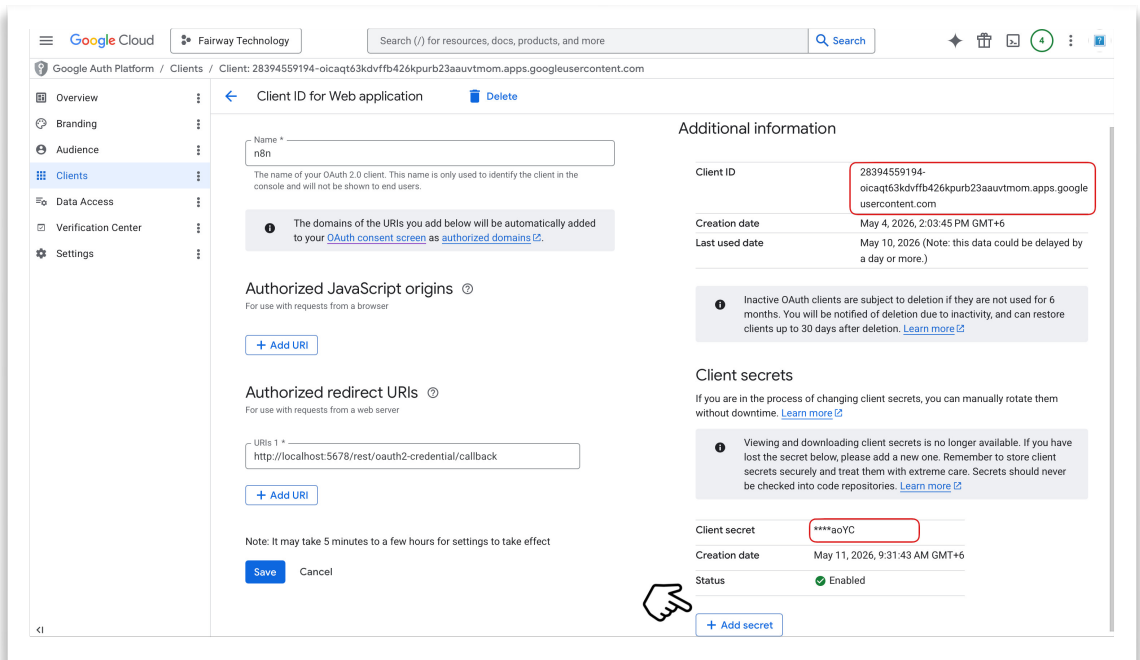 Google Cloud
Fairway Technology
Search (/) for resources, docs, products, and more
Search
4
?
Google Auth Platform / Clients / Client: 28394559194-oicaqt63kdvffb426kpurb23aauvtmom.apps.googleusercontent.com
Overview
Branding
Audience
Clients
Data Access
Verification Center
Settings
Client ID for Web application
Delete
Name *
n8n
The name of your OAuth 2.0 client. This name is only used to identify the client in the
console and will not be shown to end users.
The domains of the URIs you add below will be automatically added
to your OAuth consent screen as authorized domains.
Authorized JavaScript origins
For use with requests from a browser
+ Add URI
Authorized redirect URIs
For use with requests from a web server
URIs 1 *
http://localhost:5678/rest/oauth2-credential/callback
+ Add URI
Note: It may take 5 minutes to a few hours for settings to take effect
Save
Cancel
Additional information
Client ID
28394559194-
oicaqt63kdvffb426kpurb23aauvtmom.apps.google
usercontent.com
Creation date
May 4, 2026, 2:03:45 PM GMT+6
Last used date
May 10, 2026 (Note: this data could be delayed by
a day or more.)
Inactive OAuth clients are subject to deletion if they are not used for 6
months. You will be notified of deletion due to inactivity, and can restore
clients up to 30 days after deletion. Learn more
Client secrets
If you are in the process of changing client secrets, you can manually rotate them
without downtime. Learn more
Viewing and downloading client secrets is no longer available. If you have
lost the secret below, please add a new one. Remember to store client
secrets securely and treat them with extreme care. Secrets should never
be checked into code repositories. Learn more
Client secret
****aoYC
Creation date
May 11, 2026, 9:31:43 AM GMT+6
Status
Enabled
+ Add secret